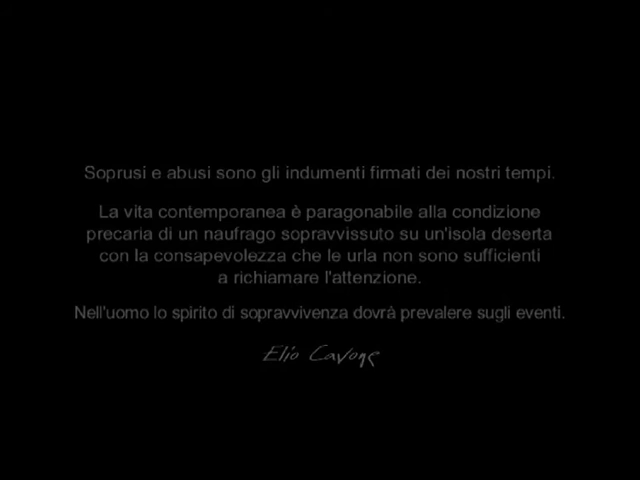 Soprusi e abusi sono gli indumenti firmati dei nostri tempi.
La vita contemporanea è paragonabile alla condizione
precaria di un naufrago sopravvissuto su un'isola deserta
con la consapevolezza che le urla non sono sufficienti
a richiamare l'attenzione.
Nell'uomo lo spirito di sopravvivenza dovrà prevalere sugli eventi.
Elio Cavone